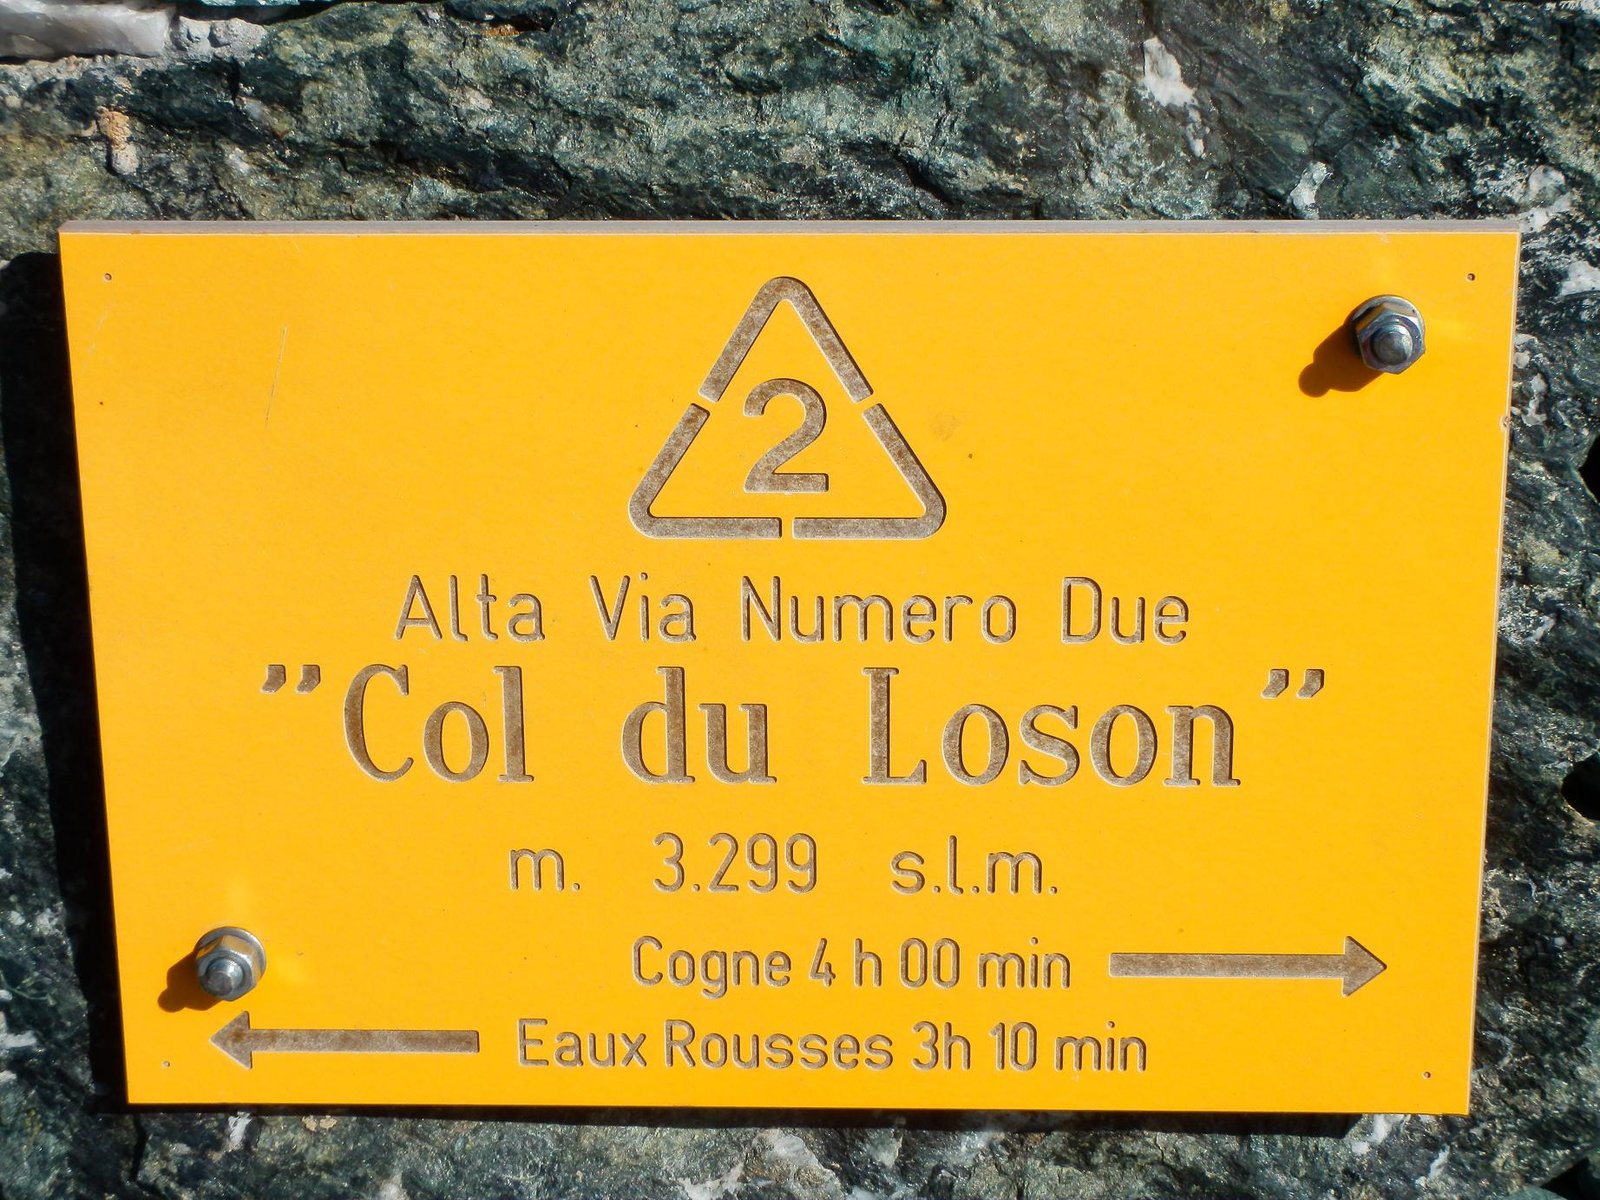 2
Alta Via Numero Due
”Col du Loson”
m. 3.299 s.l.m.
Cogne 4 h 00 min
Eaux Rousses 3h 10 min